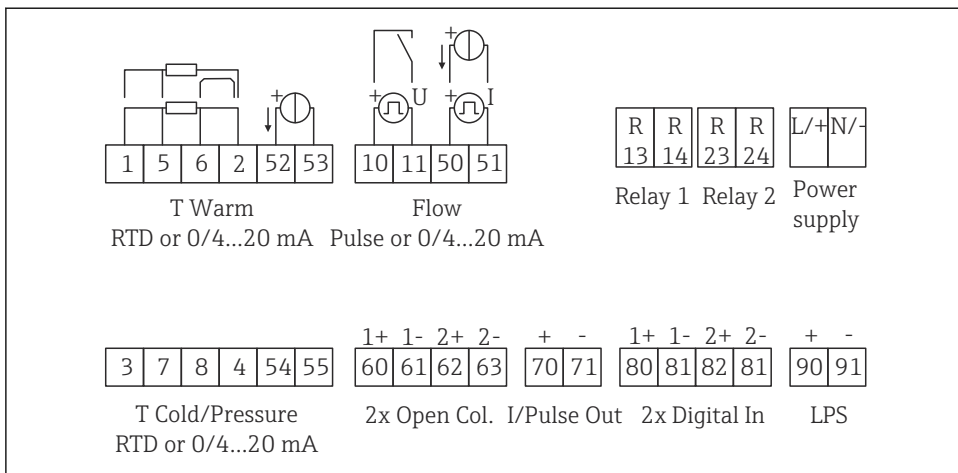 + +
+ + U + I
R R R R L/+ N/-
1 5 6 2 52 53 10 11 50 51 13 14 23 24
T Warm Flow Relay 1 Relay 2 Power
RTD or 0/4...20 mA Pulse or 0/4...20 mA supply
1+ 1- 2+ 2- + - 1+ 1- 2+ 2- + -
3 7 8 4 54 55 60 61 62 63 70 71 80 81 82 81 90 91
T Cold/Pressure 2x Open Col. I/Pulse Out 2x Digital In LPS
RTD or 0/4...20 mA